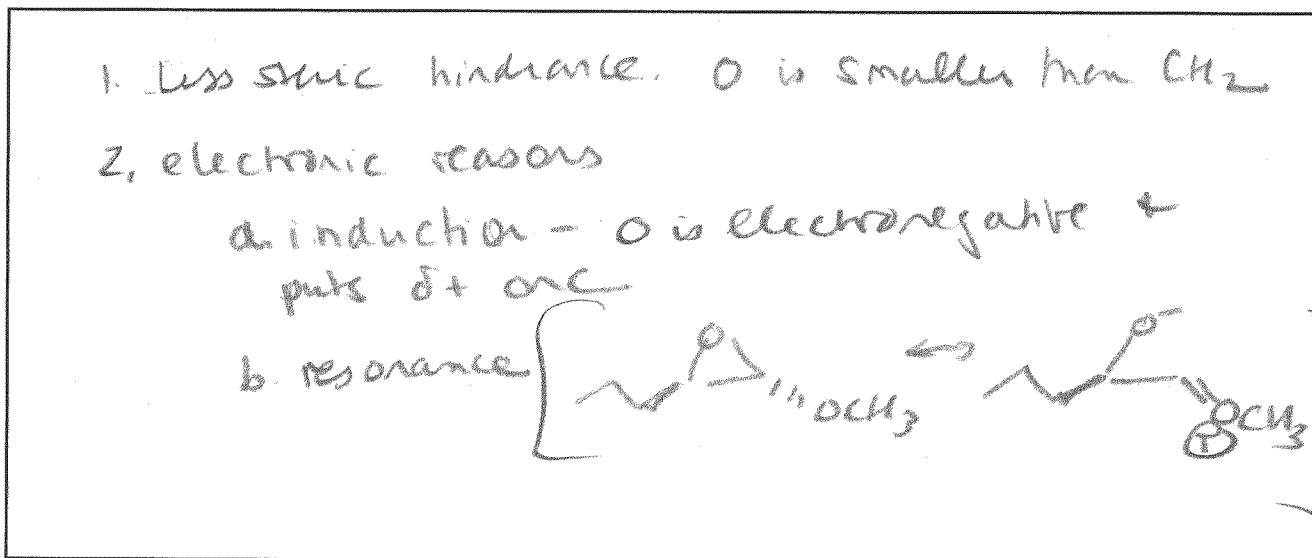 1. Less steric hindrance. O is smaller than CH2
2. electronic reasons
a. induction - O is electronegative +
puts δ+ on C
b. resonance [ O OCH3 ↔ O⁻ OCH3 ⊕